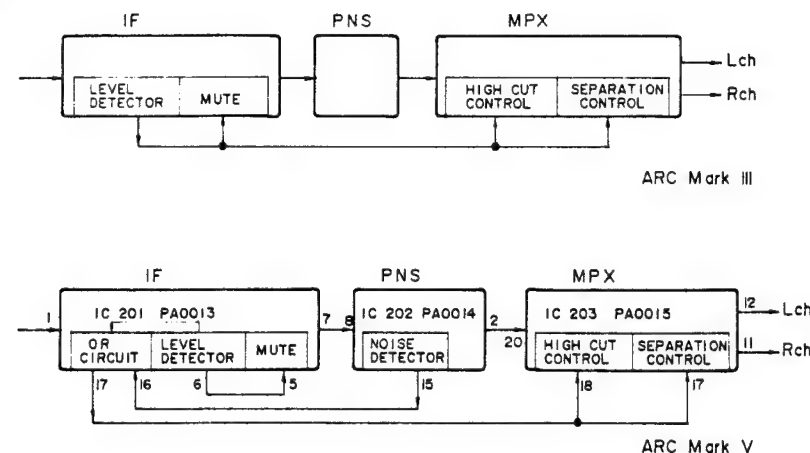 IF PNS MPX
LEVEL DETECTOR
MUTE
HIGH CUT CONTROL
SEPARATION CONTROL
Lch
Rch
ARC Mark III
IF PNS MPX
1
IC 201 PA0013
7
8
IC 202 PA0014
2
20
IC 203 PA0015
12
Lch
OR CIRCUIT
LEVEL DETECTOR
MUTE
NOISE DETECTOR
HIGH CUT CONTROL
SEPARATION CONTROL
11
Rch
17 16 6 5 15 18 17
ARC Mark V